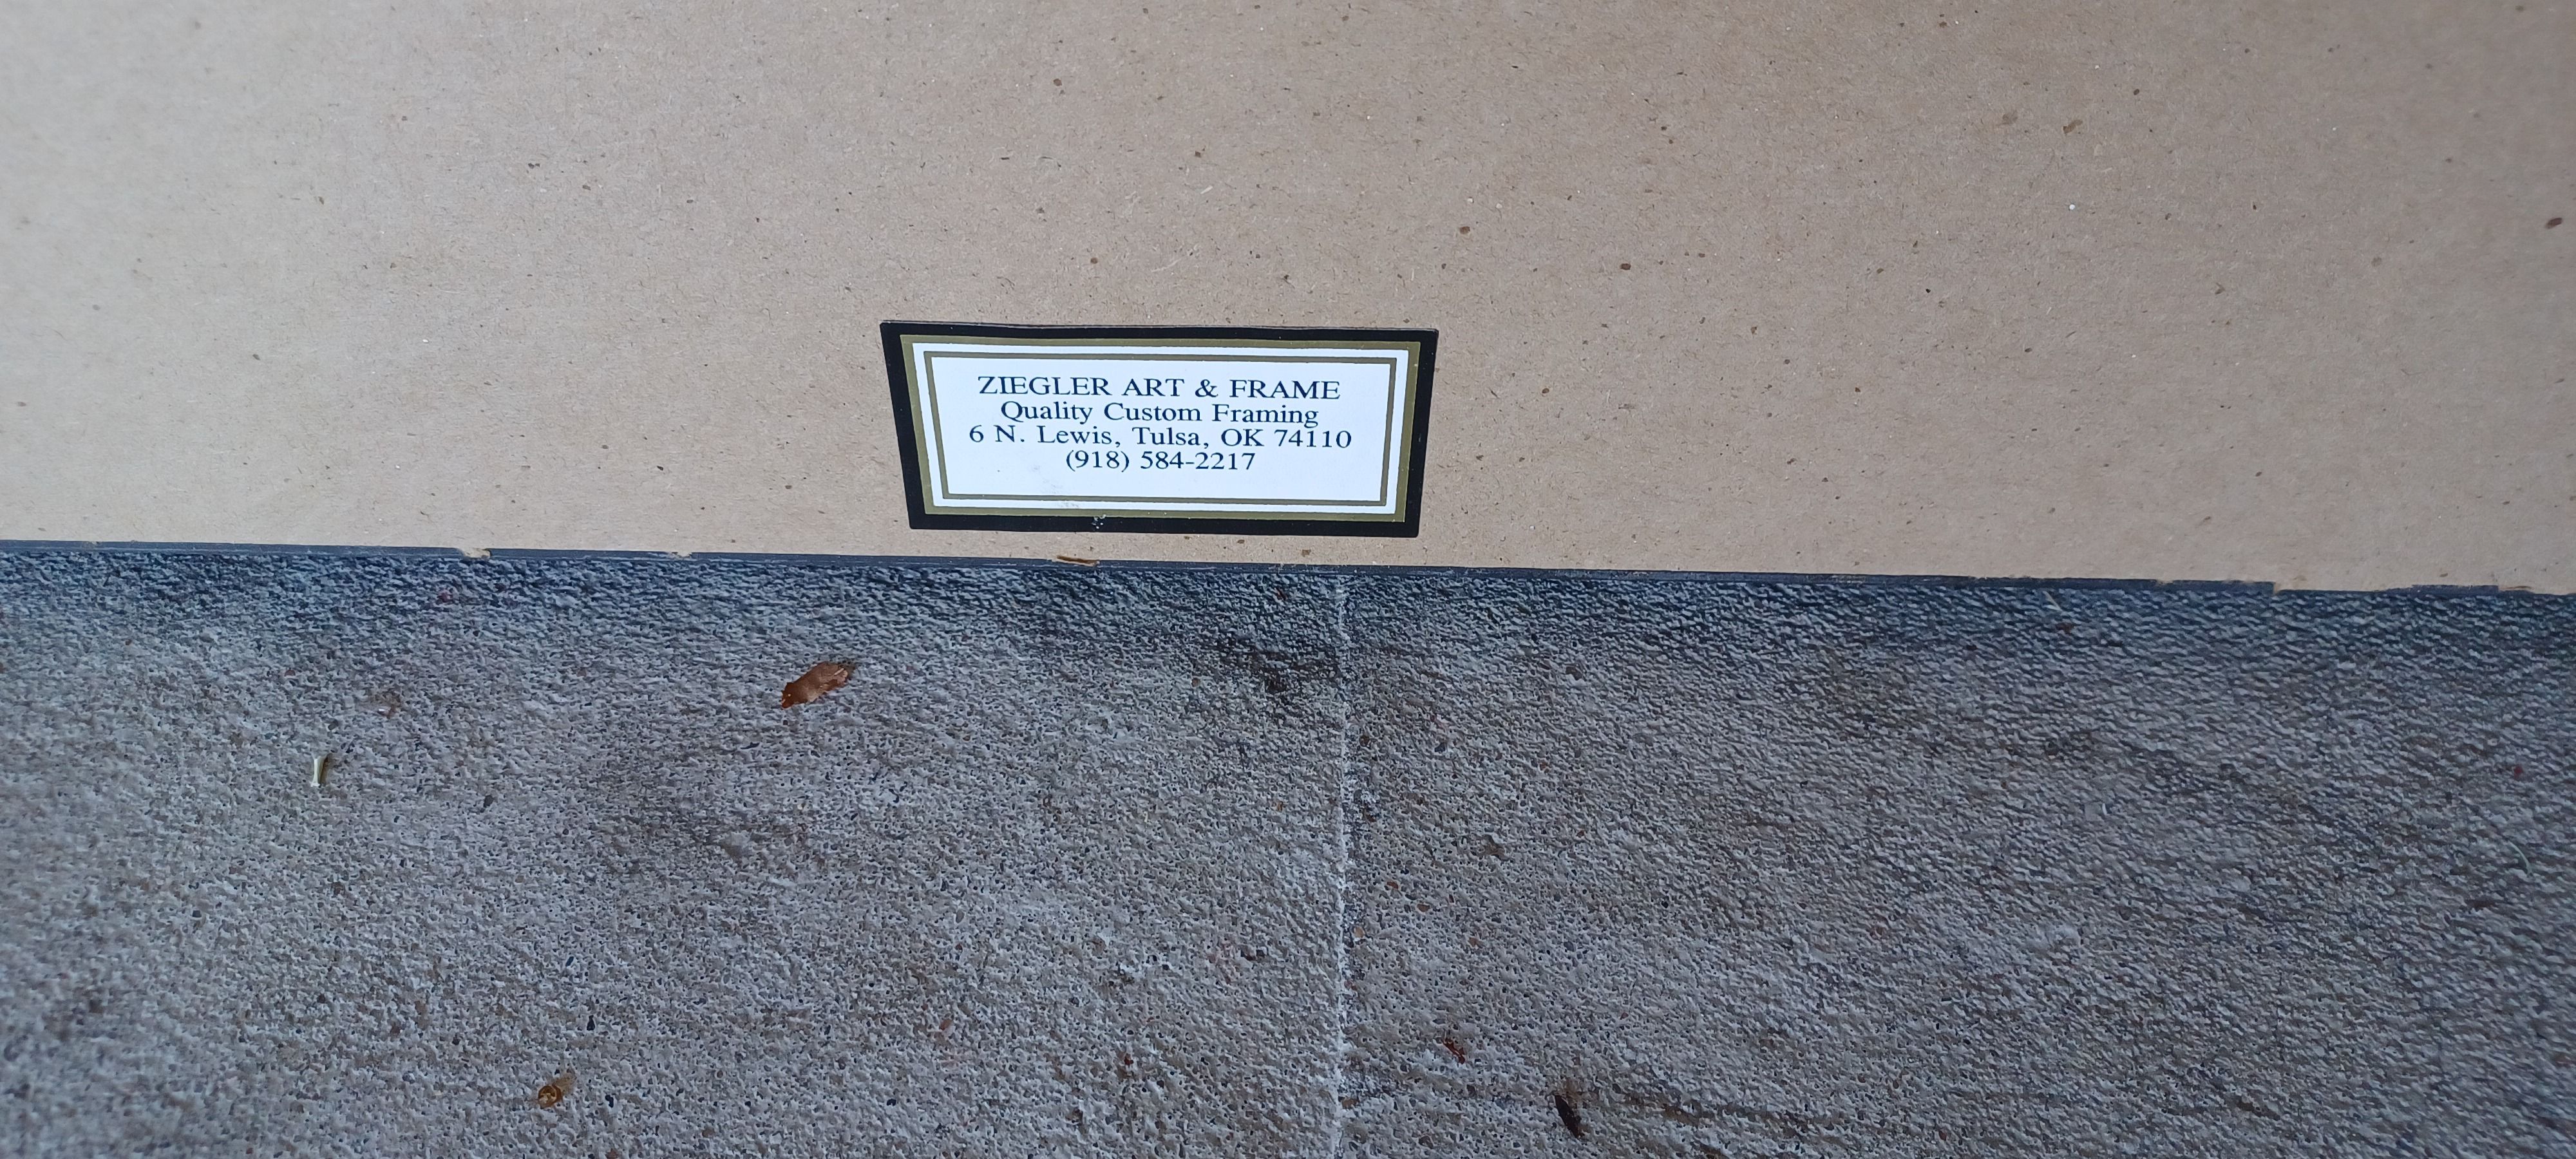 ZIEGLER ART & FRAME
Quality Custom Framing
6 N. Lewis, Tulsa, OK 74110
(918) 584-2217